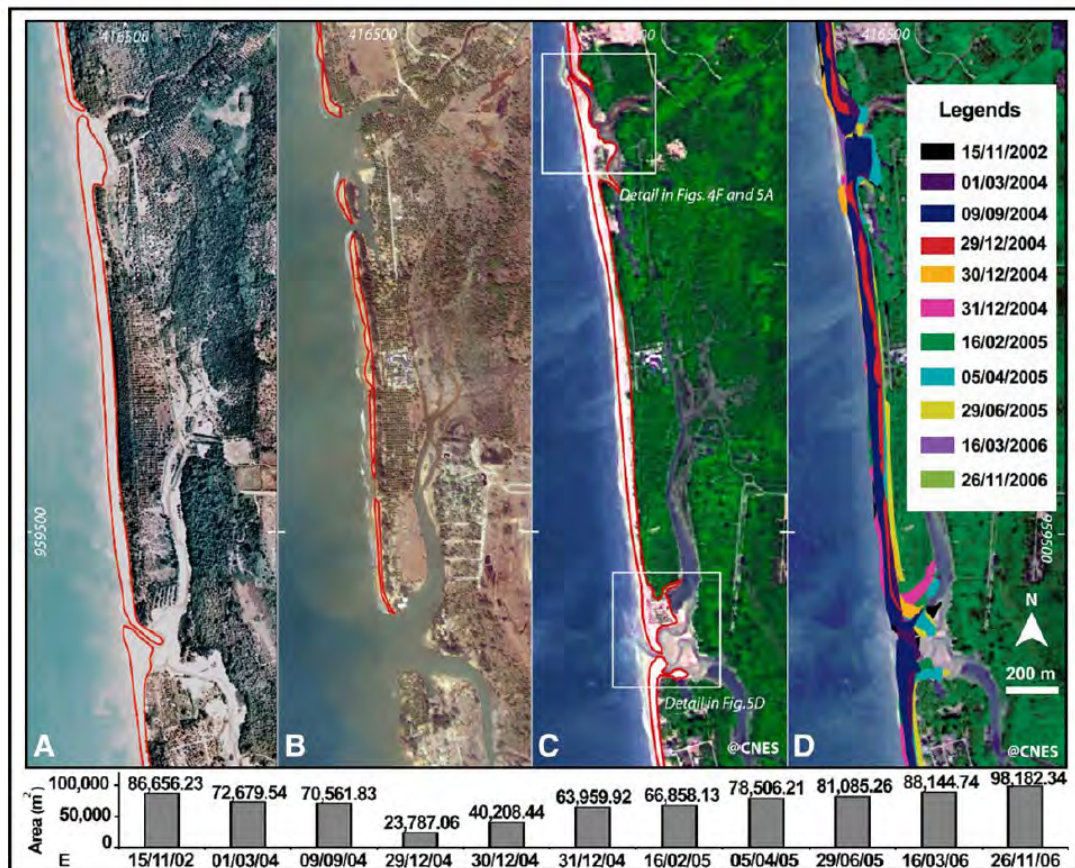 416500
416500
00
416500
Legends
15/11/2002
01/03/2004
09/09/2004
29/12/2004
30/12/2004
31/12/2004
16/02/2005
05/04/2005
29/06/2005
16/03/2006
26/11/2006
Detail in Figs. 4F and 5A
959500
959500
N
200 m
Detail in Fig.5D
A
B
C
@CNES
D
@CNES
Area (m²)
100,000
50,000
0
86,656.23 72,679.54 70,561.83 23,787.06 40,208.44 63,959.92 66,858.13 78,506.21 81,085.26 88,144.74 98,182.34
E 15/11/02 01/03/04 09/09/04 29/12/04 30/12/04 31/12/04 16/02/05 05/04/05 29/06/05 16/03/06 26/11/06